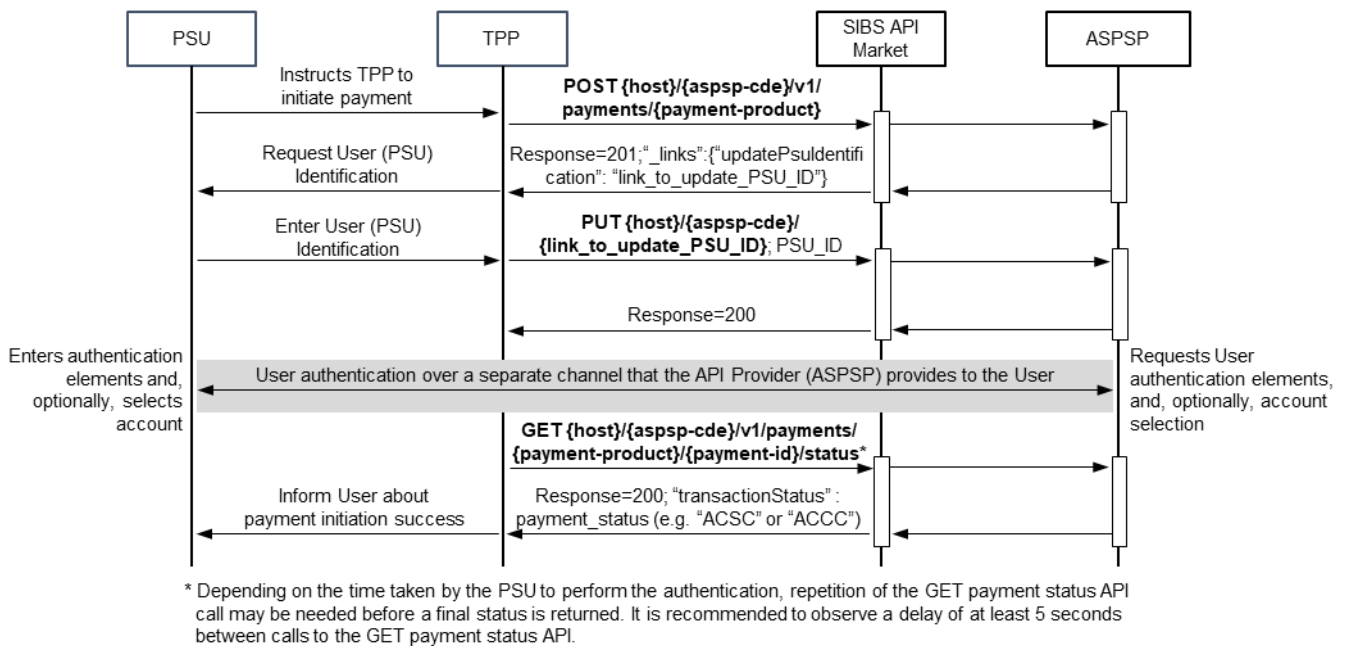 PSU
TPP
SIBS API
Market
ASPSP
Instructs TPP to
initiate payment
POST {host}/{aspsp-cde}/v1/
payments/{payment-product}
Request User (PSU)
Identification
Response=201;“_links”:{“updatePsuIdentifi
cation”: “link_to_update_PSU_ID”}
Enter User (PSU)
Identification
PUT {host}/{aspsp-cde}/
{link_to_update_PSU_ID}; PSU_ID
Response=200
Enters authentication
elements and,
optionally, selects
account
User authentication over a separate channel that the API Provider (ASPSP) provides to the User
Requests User
authentication elements,
and, optionally, account
selection
GET {host}/{aspsp-cde}/v1/payments/
{payment-product}/{payment-id}/status*
Inform User about
payment initiation success
Response=200; “transactionStatus” :
payment_status (e.g. “ACSC” or “ACCC”)
* Depending on the time taken by the PSU to perform the authentication, repetition of the GET payment status API
call may be needed before a final status is returned. It is recommended to observe a delay of at least 5 seconds
between calls to the GET payment status API.